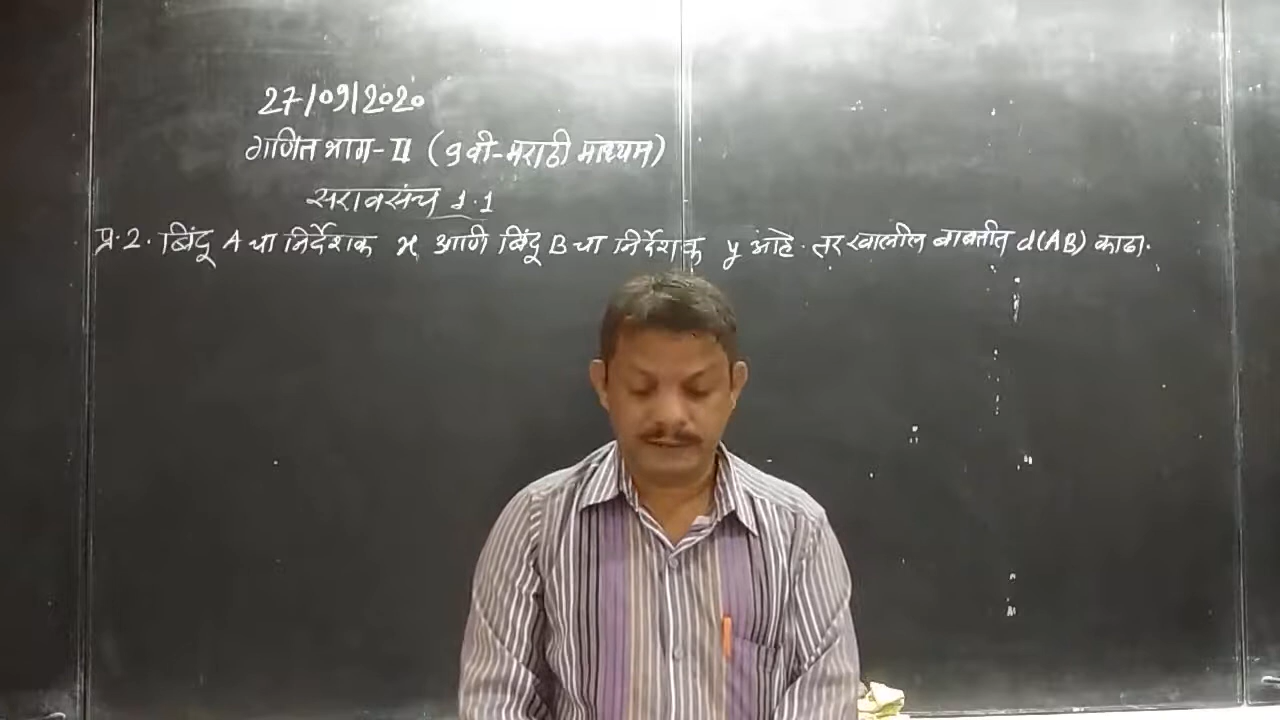 27/09/2020
गणित भाग-II (9वी-मराठी माध्यम)
सरावसंच 1.1
प्र.2. बिंदू A चा निर्देशक x आणि बिंदू B चा निर्देशक y आहे. तर खालील बाबतीत d(AB) काढा.